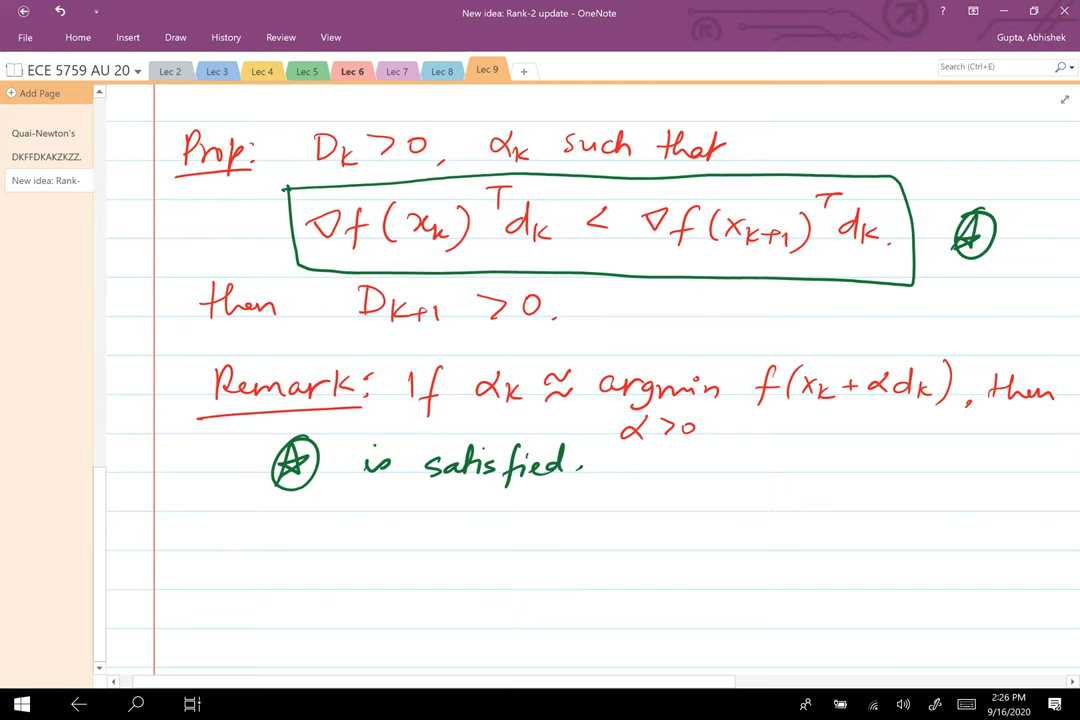 New idea: Rank-2 update - OneNote
?
File Home Insert Draw History Review View
Gupta, Abhishek
ECE 5759 AU 20
Lec 2 Lec 3 Lec 4 Lec 5 Lec 6 Lec 7 Lec 8 Lec 9 +
Search (Ctrl+E)
Add Page
Quai-Newton's
DKFFDKAKZKZZ.
New idea: Rank-
Prop: D_k > 0, α_k such that
∇f(x_k)^T d_k < ∇f(x_{k+1})^T d_k. ☆
then D_{k+1} > 0.
Remark: If α_k ≈ argmin f(x_k + α d_k), then
α > 0
☆ is satisfied.
2:26 PM
9/16/2020